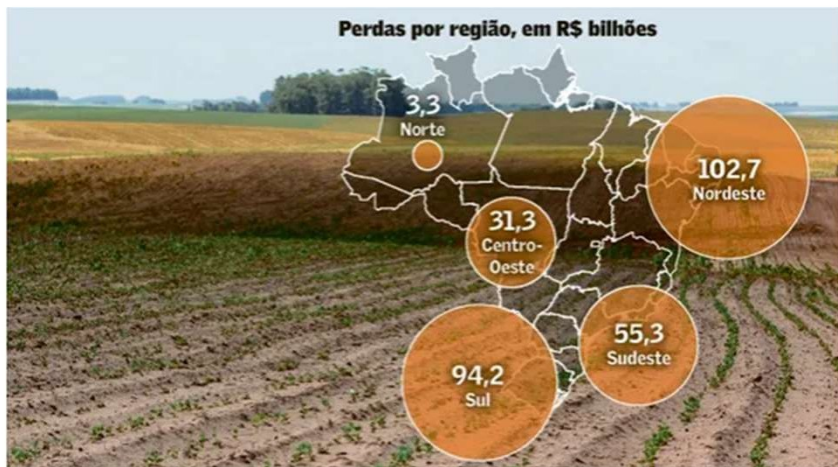 Perdas por região, em R$ bilhões
3,3
Norte
102,7
Nordeste
31,3
Centro-
Oeste
55,3
Sudeste
94,2
Sul